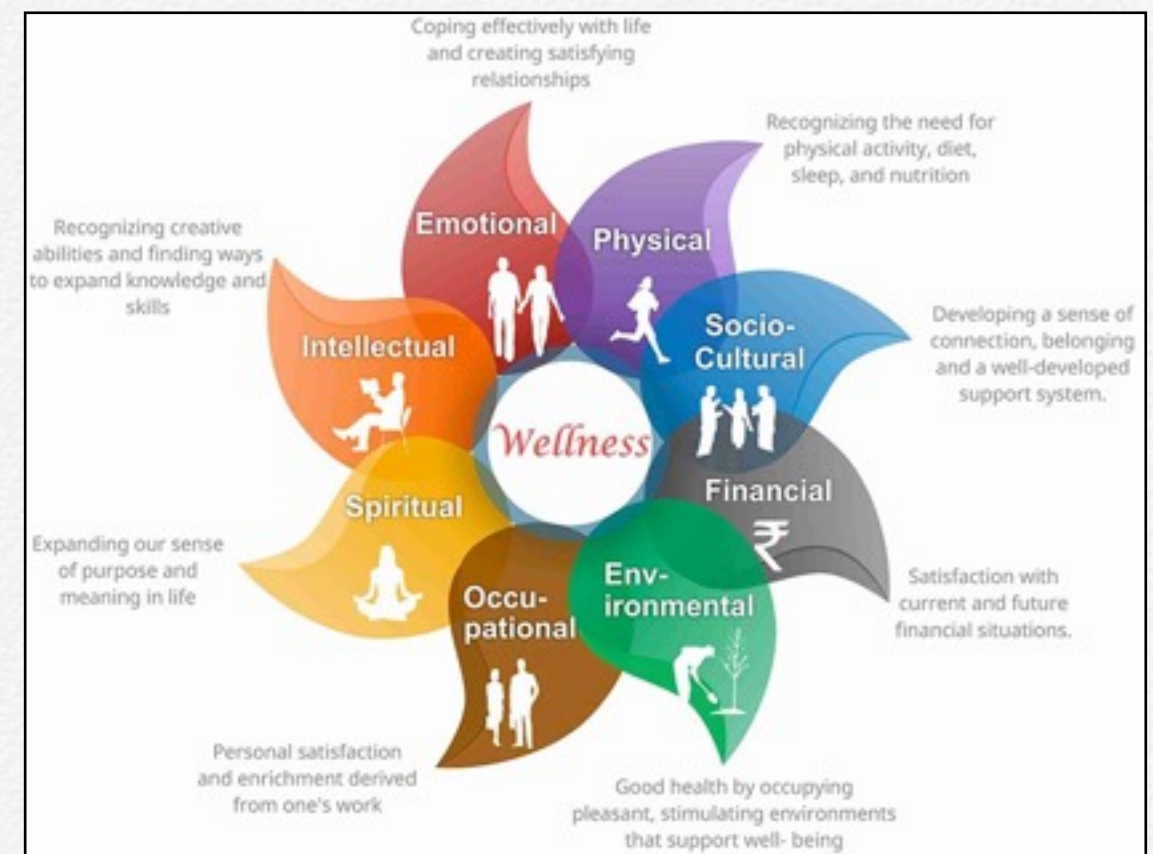 Coping effectively with life
and creating satisfying
relationships
Emotional
Recognizing the need for
physical activity, diet,
sleep, and nutrition
Physical
Developing a sense of
connection, belonging
and a well-developed
support system.
Socio-
Cultural
Satisfaction with
current and future
financial situations.
Financial
₹
Good health by occupying
pleasant, stimulating environments
that support well- being
Env-
ironmental
Personal satisfaction
and enrichment derived
from one's work
Occu-
pational
Expanding our sense
of purpose and
meaning in life
Spiritual
Recognizing creative
abilities and finding ways
to expand knowledge and
skills
Intellectual
Wellness